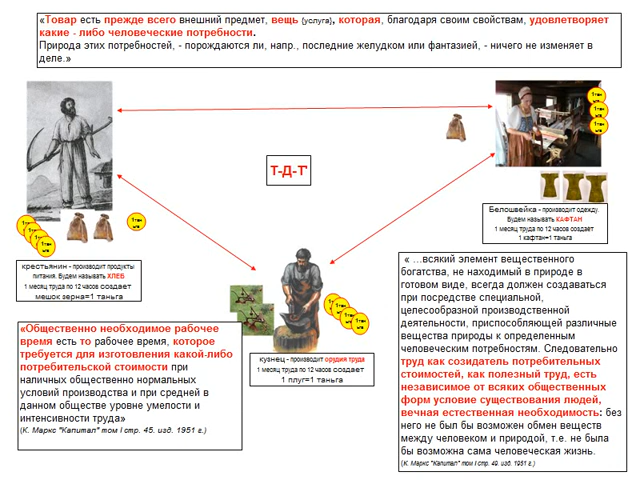 «Товар есть прежде всего внешний предмет, вещь (услуга), которая, благодаря своим свойствам, удовлетворяет
какие - либо человеческие потребности.
Природа этих потребностей, - порождаются ли, напр., последние желудком или фантазией, - ничего не изменяет в
деле.»
Т-Д-Т'
Белошвейка - производит одежду.
Будем называть КАФТАН
1 месяц труда по 12 часов создает
1 кафтан=1 таньга
крестьянин - производит продукты
питания. Будем называть ХЛЕБ
1 месяц труда по 12 часов создает
мешок зерна=1 таньга
кузнец - производит орудия труда
1 месяц труда по 12 часов создает
1 плуг=1 таньга
«Общественно необходимое рабочее
время есть то рабочее время, которое
требуется для изготовления какой-либо
потребительской стоимости при
наличных общественно нормальных
условий производства и при средней в
данном обществе уровне умелости и
интенсивности труда»
(К. Маркс "Капитал" том I стр. 45. изд. 1951 г.)
« ...всякий элемент вещественного
богатства, не находимый в природе в
готовом виде, всегда должен создаваться
при посредстве специальной,
целесообразной производственной
деятельности, приспособляющей различные
вещества природы к определенным
человеческим потребностям. Следовательно
труд как созидатель потребительных
стоимостей, как полезный труд, есть
независимое от всяких общественных
форм условие существования людей,
вечная естественная необходимость: без
него не был бы возможен обмен веществ
между человеком и природой, т.е. не была
бы возможна сама человеческая жизнь.
(К. Маркс "Капитал" том I стр. 49. изд. 1951 г.)